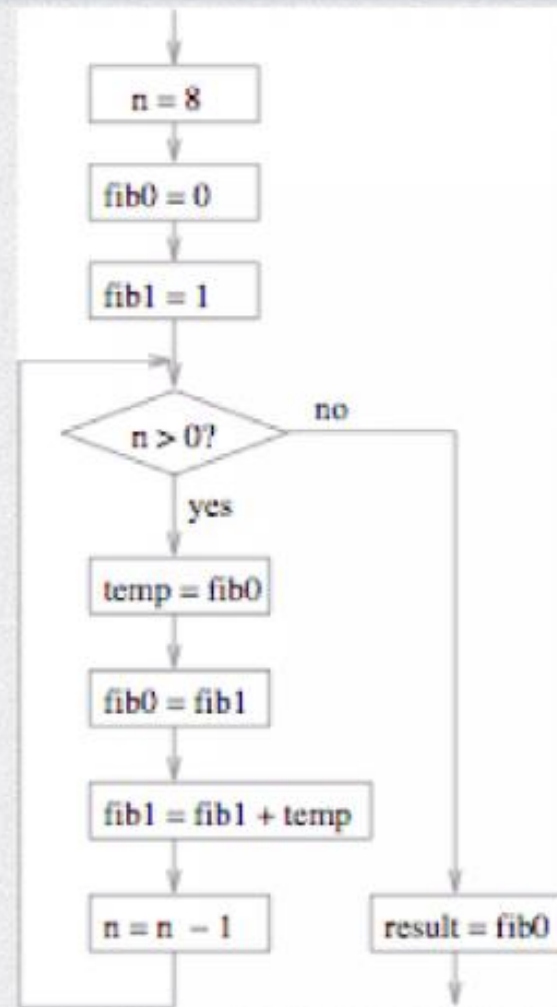 n = 8
fib0 = 0
fib1 = 1
n > 0?
no
yes
temp = fib0
fib0 = fib1
fib1 = fib1 + temp
n = n - 1
result = fib0